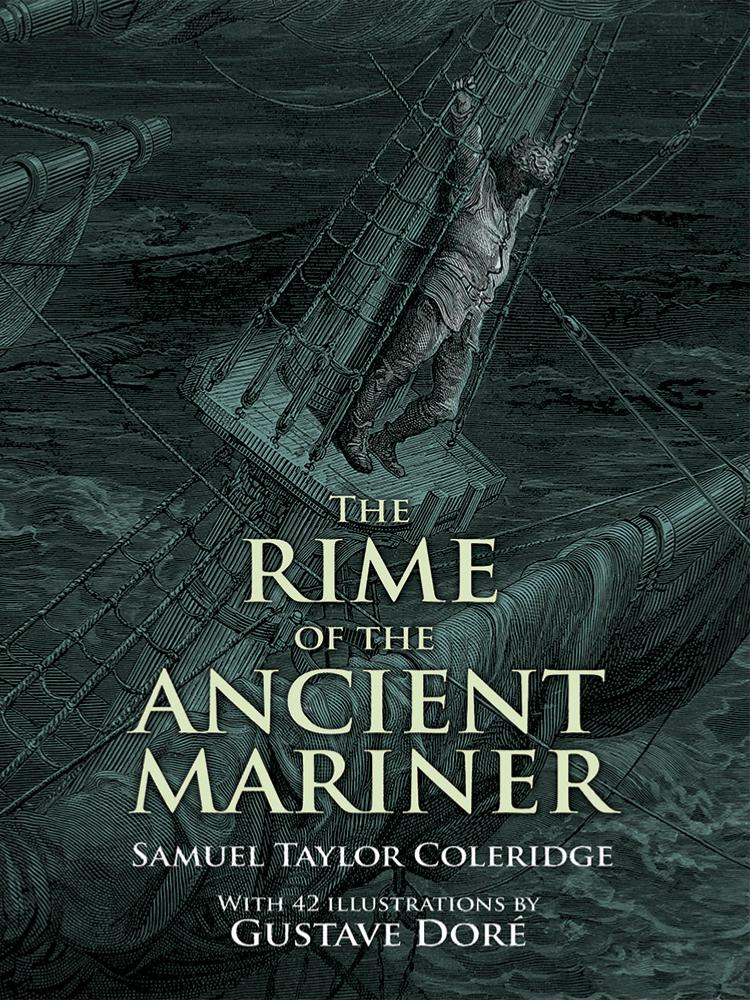 The
RIME
OF THE
ANCIENT
MARINER
SAMUEL TAYLOR COLERIDGE
WITH 42 ILLUSTRATIONS BY
GUSTAVE DORÉ